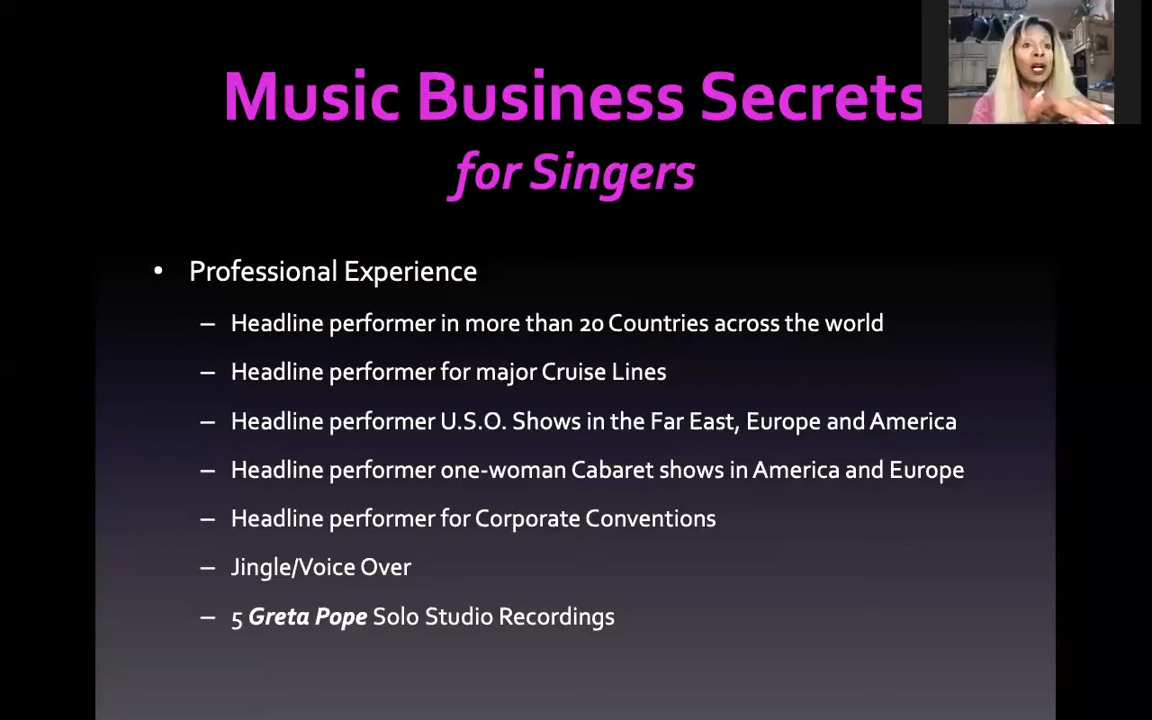 Music Business Secrets
for Singers
• Professional Experience
– Headline performer in more than 20 Countries across the world
– Headline performer for major Cruise Lines
– Headline performer U.S.O. Shows in the Far East, Europe and America
– Headline performer one-woman Cabaret shows in America and Europe
– Headline performer for Corporate Conventions
– Jingle/Voice Over
– 5 Greta Pope Solo Studio Recordings